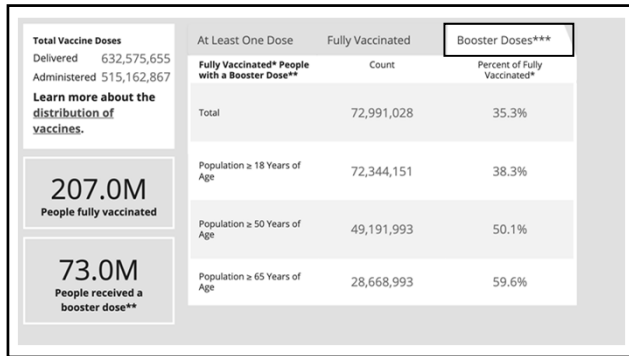 Total Vaccine Doses
Delivered 632,575,655
Administered 515,162,867
Learn more about the
distribution of
vaccines.
207.0M
People fully vaccinated
73.0M
People received a
booster dose**
At Least One Dose Fully Vaccinated Booster Doses***
Fully Vaccinated* People
with a Booster Dose**
Count
Percent of Fully
Vaccinated*
Total 72,991,028 35.3%
Population ≥ 18 Years of
Age
72,344,151 38.3%
Population ≥ 50 Years of
Age
49,191,993 50.1%
Population ≥ 65 Years of
Age
28,668,993 59.6%